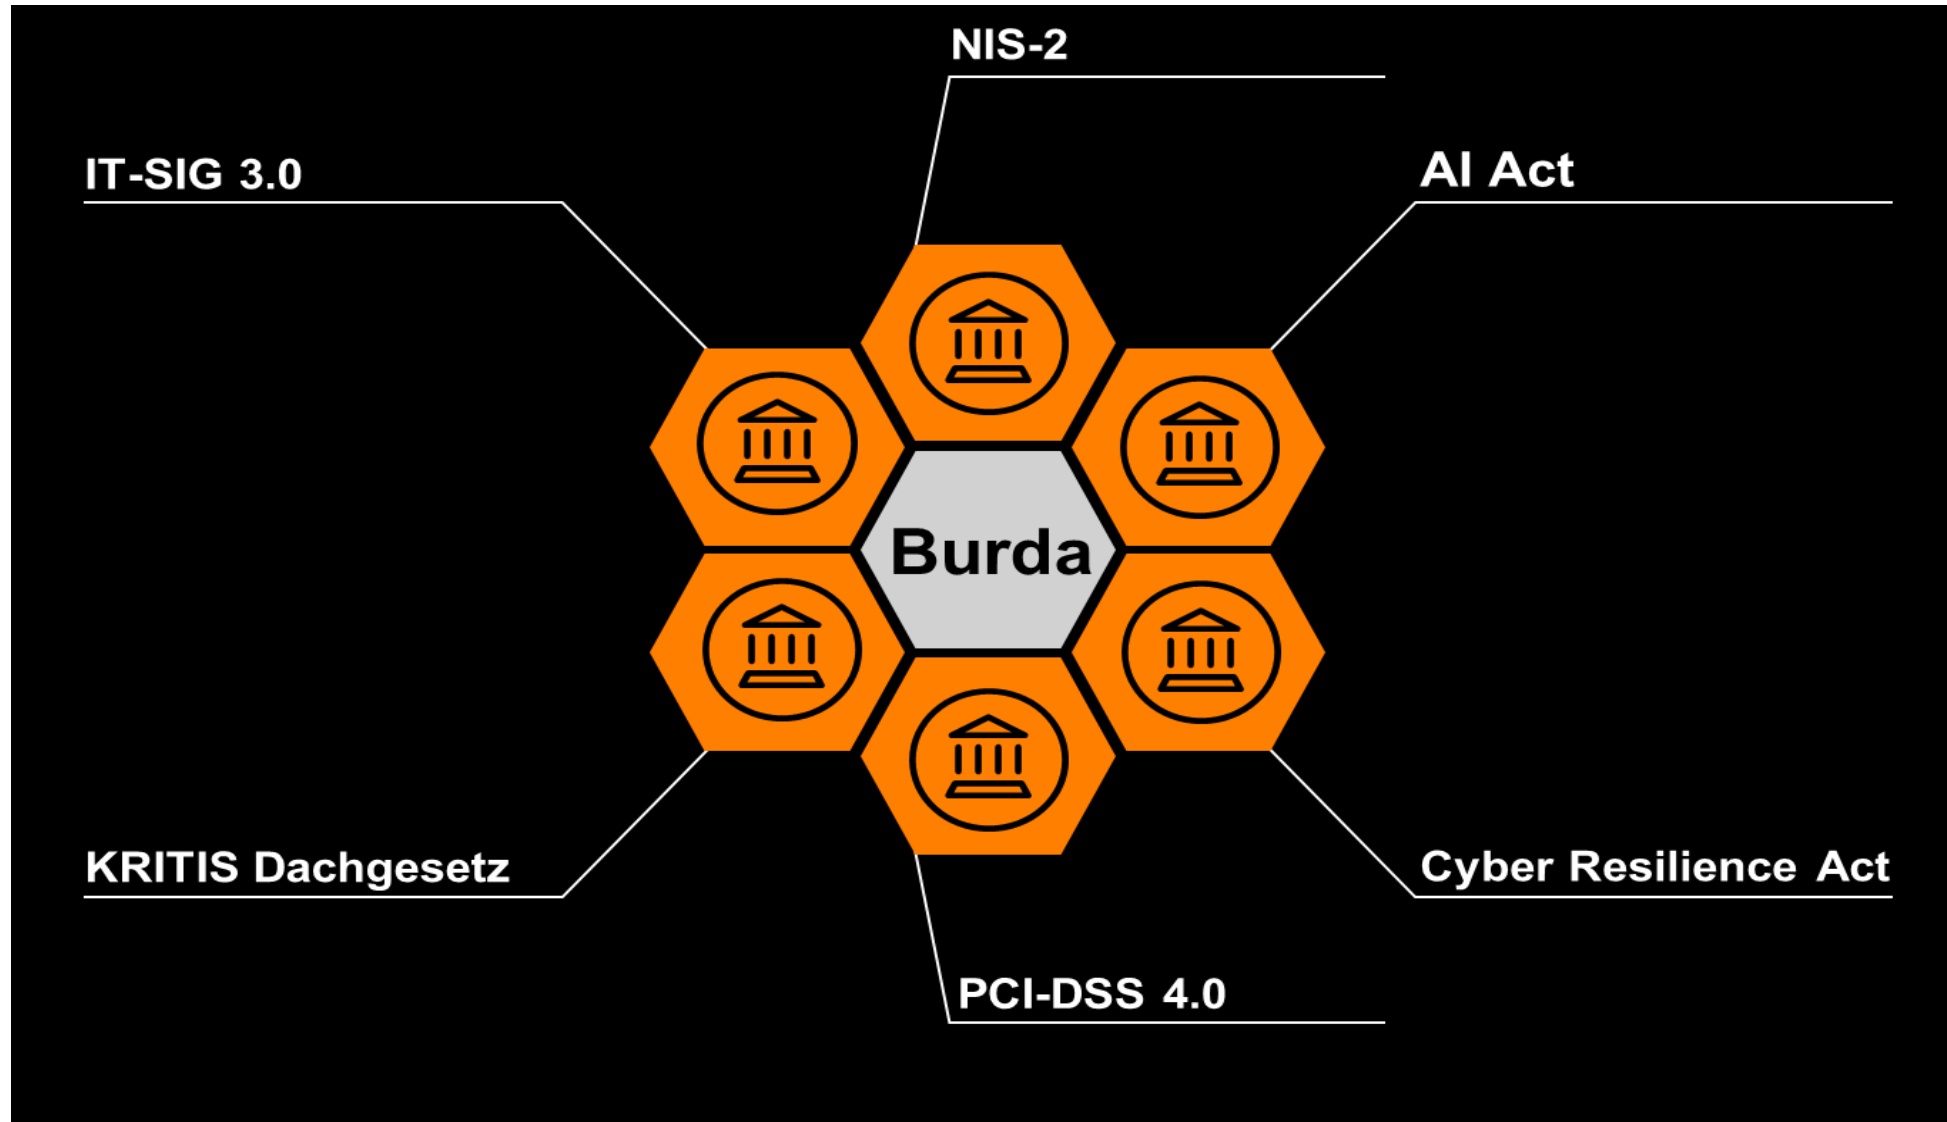 NIS-2
IT-SIG 3.0
AI Act
Burda
KRITIS Dachgesetz
Cyber Resilience Act
PCI-DSS 4.0